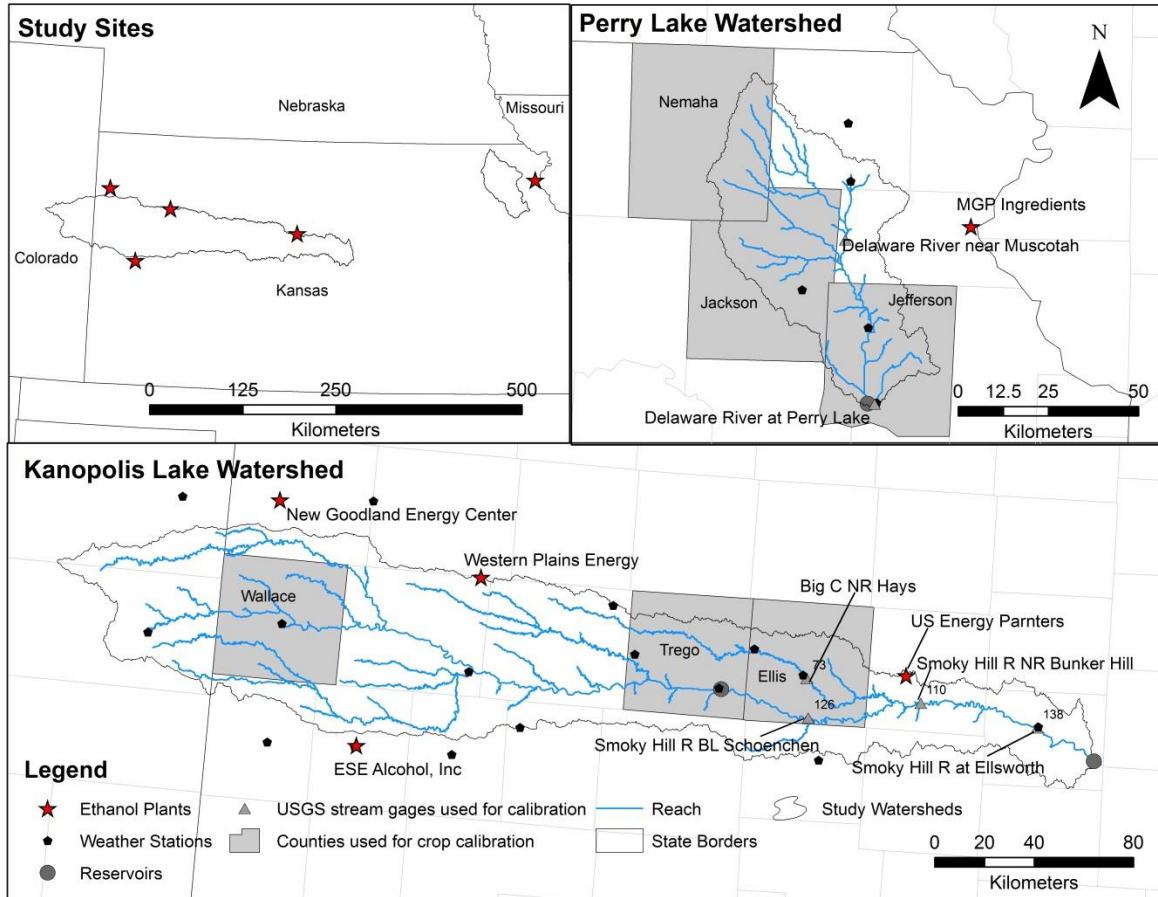 Study Sites
Nebraska
Missouri
Colorado
Kansas
0 125 250 500
Kilometers
Perry Lake Watershed
N
Nemaha
MGP Ingredients
Delaware River near Muscotah
Jackson
Jefferson
Delaware River at Perry Lake
0 12.5 25 50
Kilometers
Kanopolis Lake Watershed
New Goodland Energy Center
Western Plains Energy
Big C NR Hays
Wallace
US Energy Parnters
Trego
Ellis
73
Smoky Hill R NR Bunker Hill
110
126
138
Smoky Hill R BL Schoenchen
Smoky Hill R at Ellsworth
ESE Alcohol, Inc
Legend
Ethanol Plants
USGS stream gages used for calibration
Reach
Study Watersheds
Weather Stations
Counties used for crop calibration
State Borders
Reservoirs
0 20 40 60 80
Kilometers